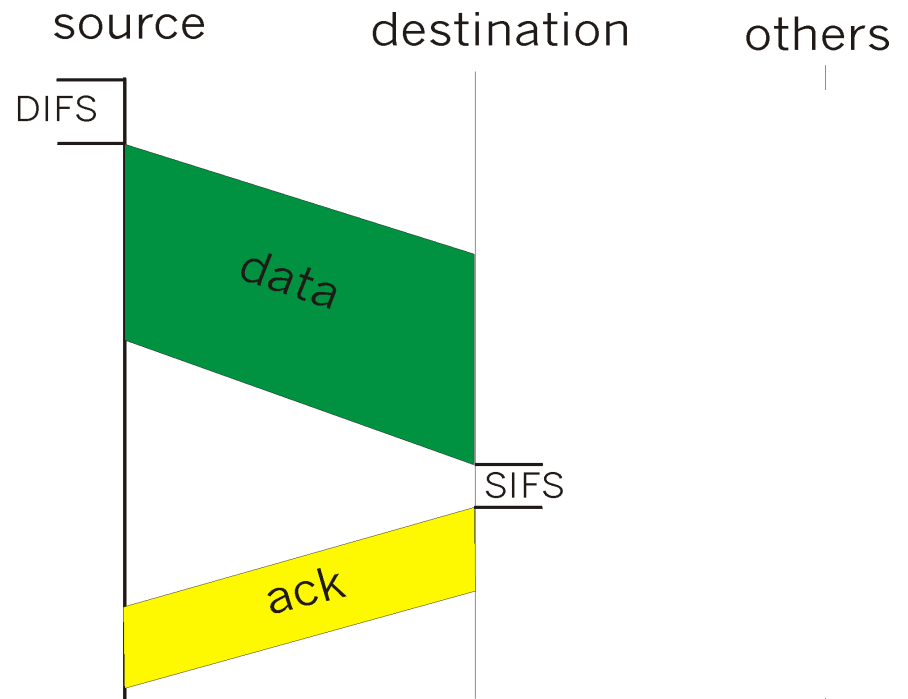 source
destination
others
DIFS
data
SIFS
ack